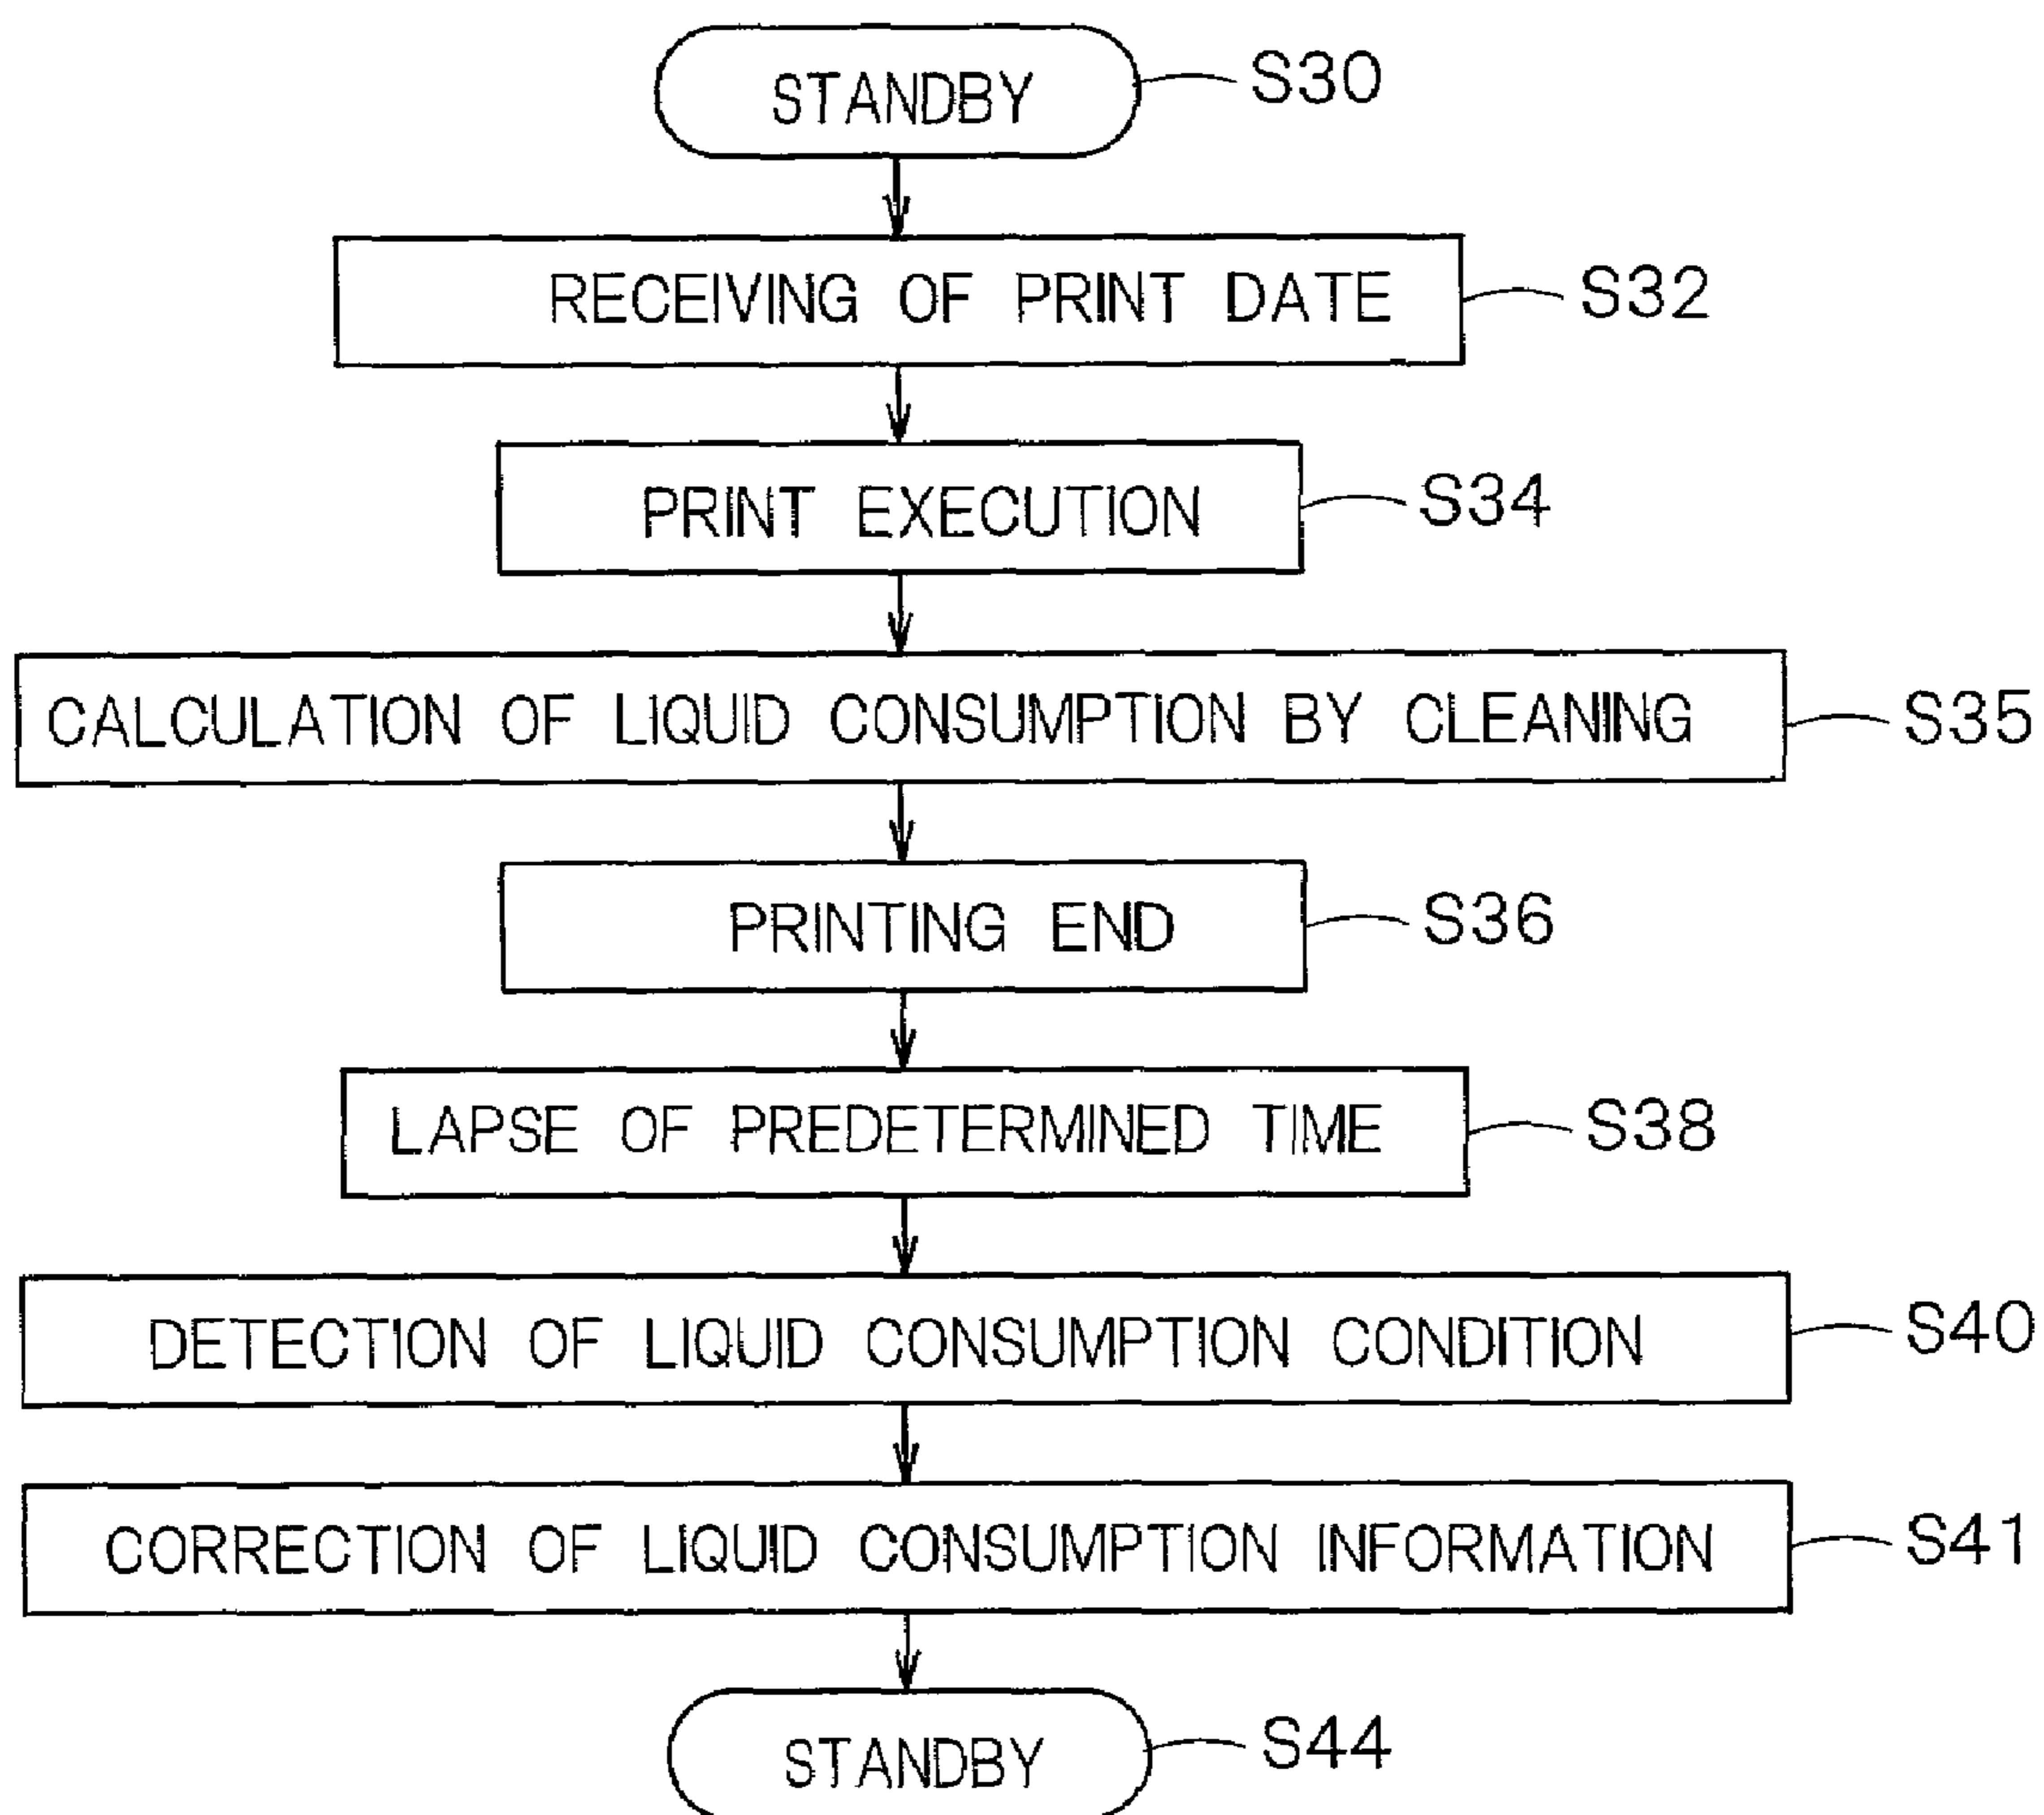 STANDBY S30
RECEIVING OF PRINT DATE S32
PRINT EXECUTION S34
CALCULATION OF LIQUID CONSUMPTION BY CLEANING S35
PRINTING END S36
LAPSE OF PREDETERMINED TIME S38
DETECTION OF LIQUID CONSUMPTION CONDITION S40
CORRECTION OF LIQUID CONSUMPTION INFORMATION S41
STANDBY S44